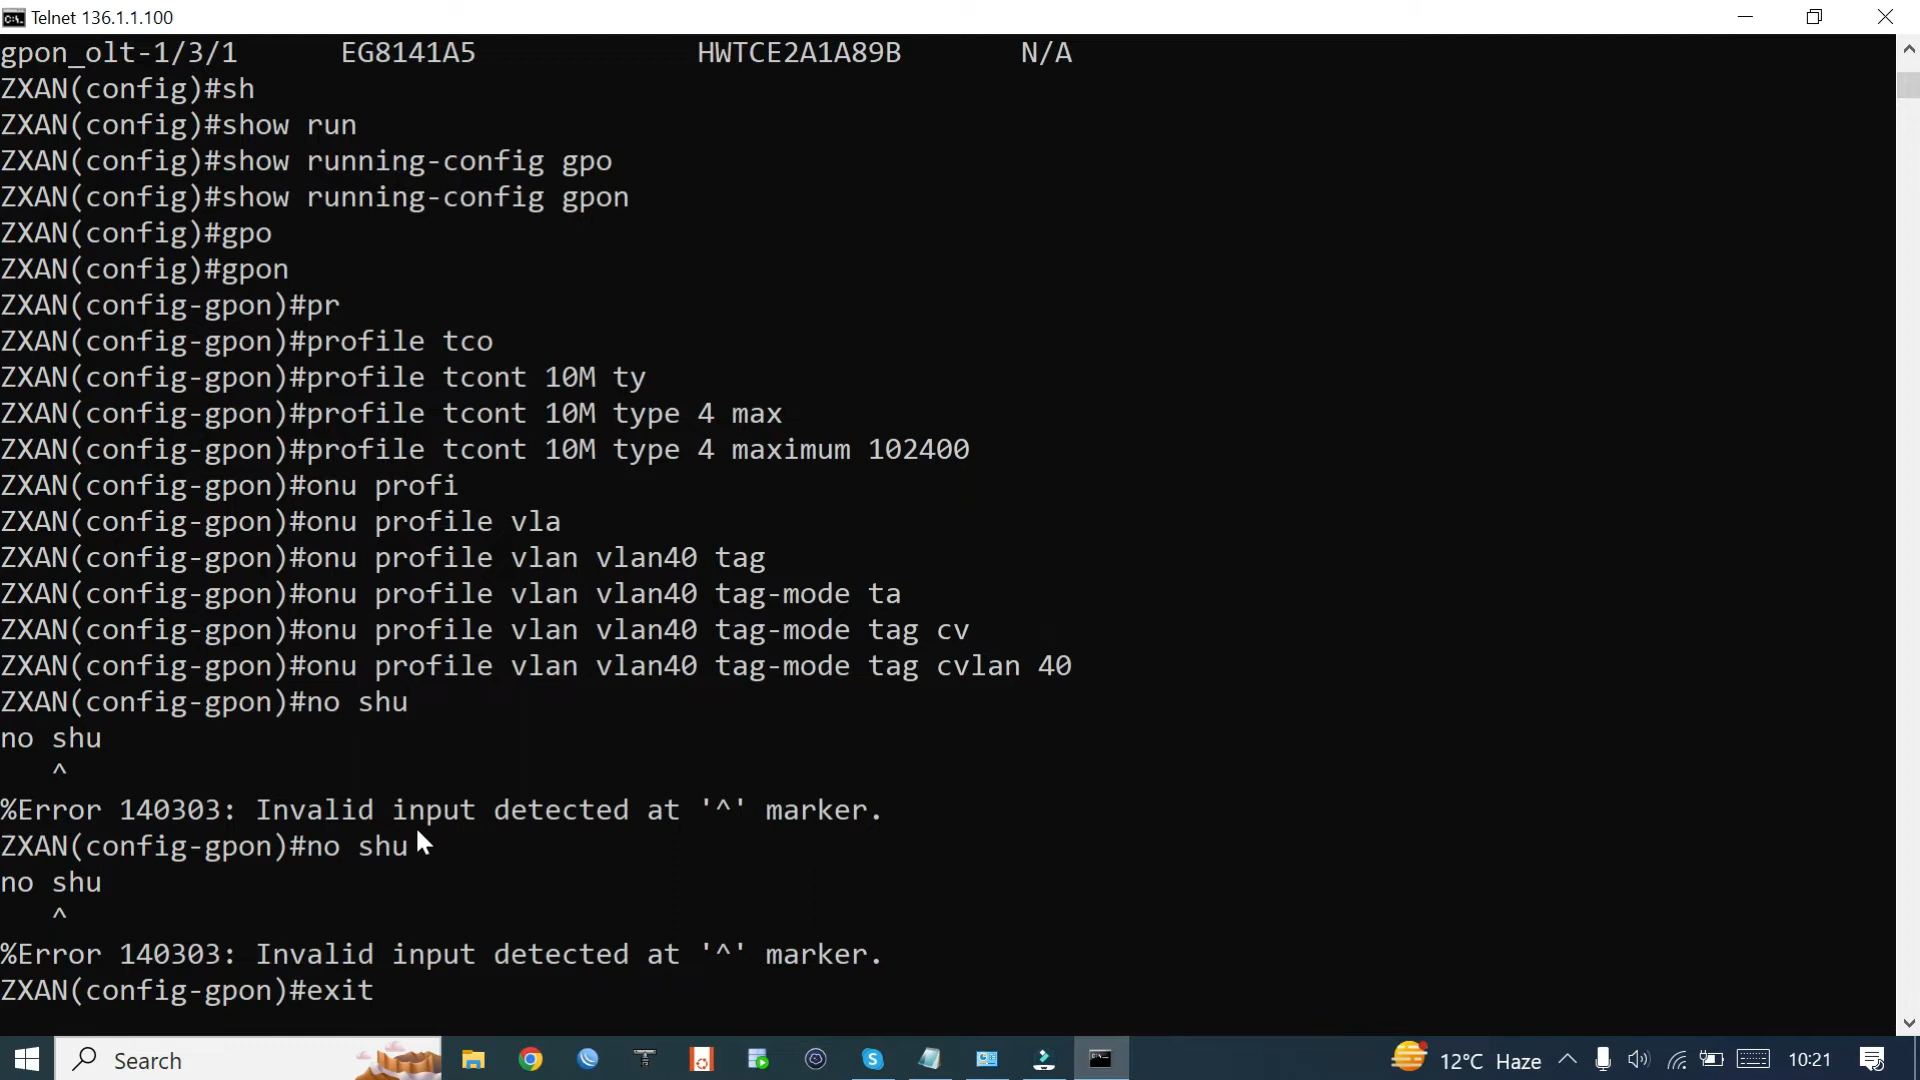 Telnet 136.1.1.100
gpon_olt-1/3/1 EG8141A5 HWTCE2A1A89B N/A
ZXAN(config)#sh
ZXAN(config)#show run
ZXAN(config)#show running-config gpo
ZXAN(config)#show running-config gpon
ZXAN(config)#gpo
ZXAN(config)#gpon
ZXAN(config-gpon)#pr
ZXAN(config-gpon)#profile tco
ZXAN(config-gpon)#profile tcont 10M ty
ZXAN(config-gpon)#profile tcont 10M type 4 max
ZXAN(config-gpon)#profile tcont 10M type 4 maximum 102400
ZXAN(config-gpon)#onu profi
ZXAN(config-gpon)#onu profile vla
ZXAN(config-gpon)#onu profile vlan vlan40 tag
ZXAN(config-gpon)#onu profile vlan vlan40 tag-mode ta
ZXAN(config-gpon)#onu profile vlan vlan40 tag-mode tag cv
ZXAN(config-gpon)#onu profile vlan vlan40 tag-mode tag cvlan 40
ZXAN(config-gpon)#no shu
no shu
^
%Error 140303: Invalid input detected at '^' marker.
ZXAN(config-gpon)#no shu
no shu
^
%Error 140303: Invalid input detected at '^' marker.
ZXAN(config-gpon)#exit
Search 12°C Haze 10:21